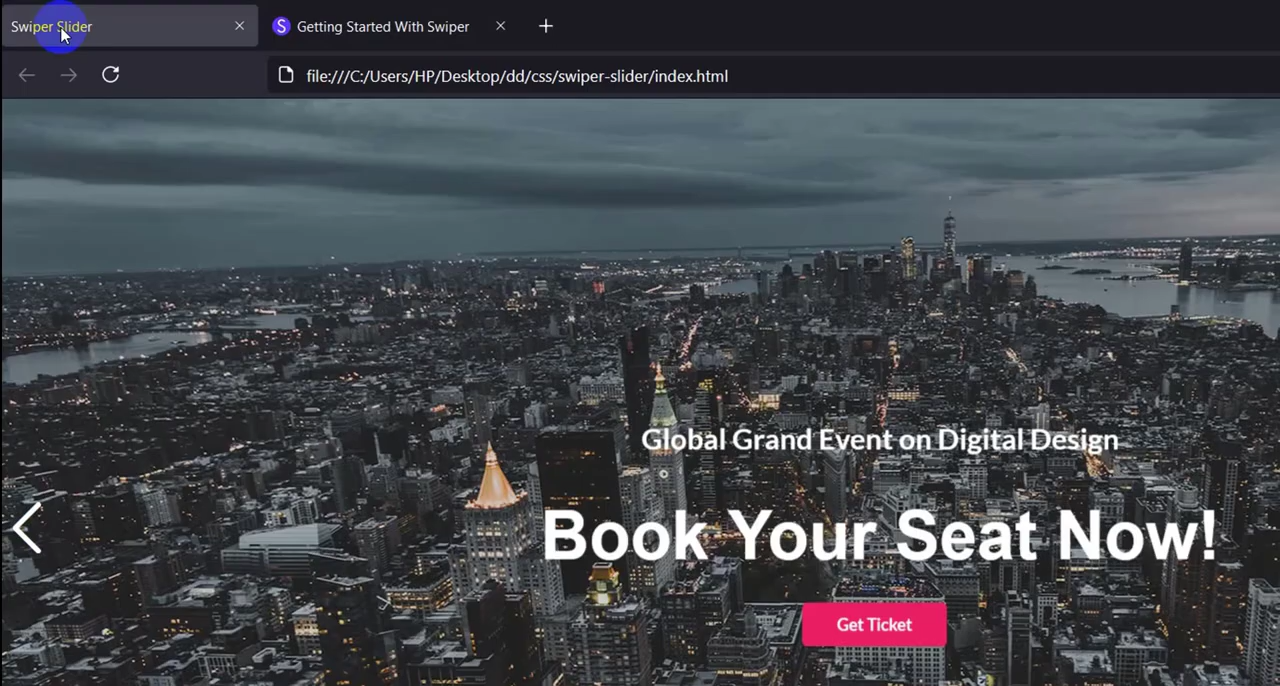 Swiper Slider
Getting Started With Swiper
file:///C:/Users/HP/Desktop/dd/css/swiper-slider/index.html
Global Grand Event on Digital Design
Book Your Seat Now!
Get Ticket